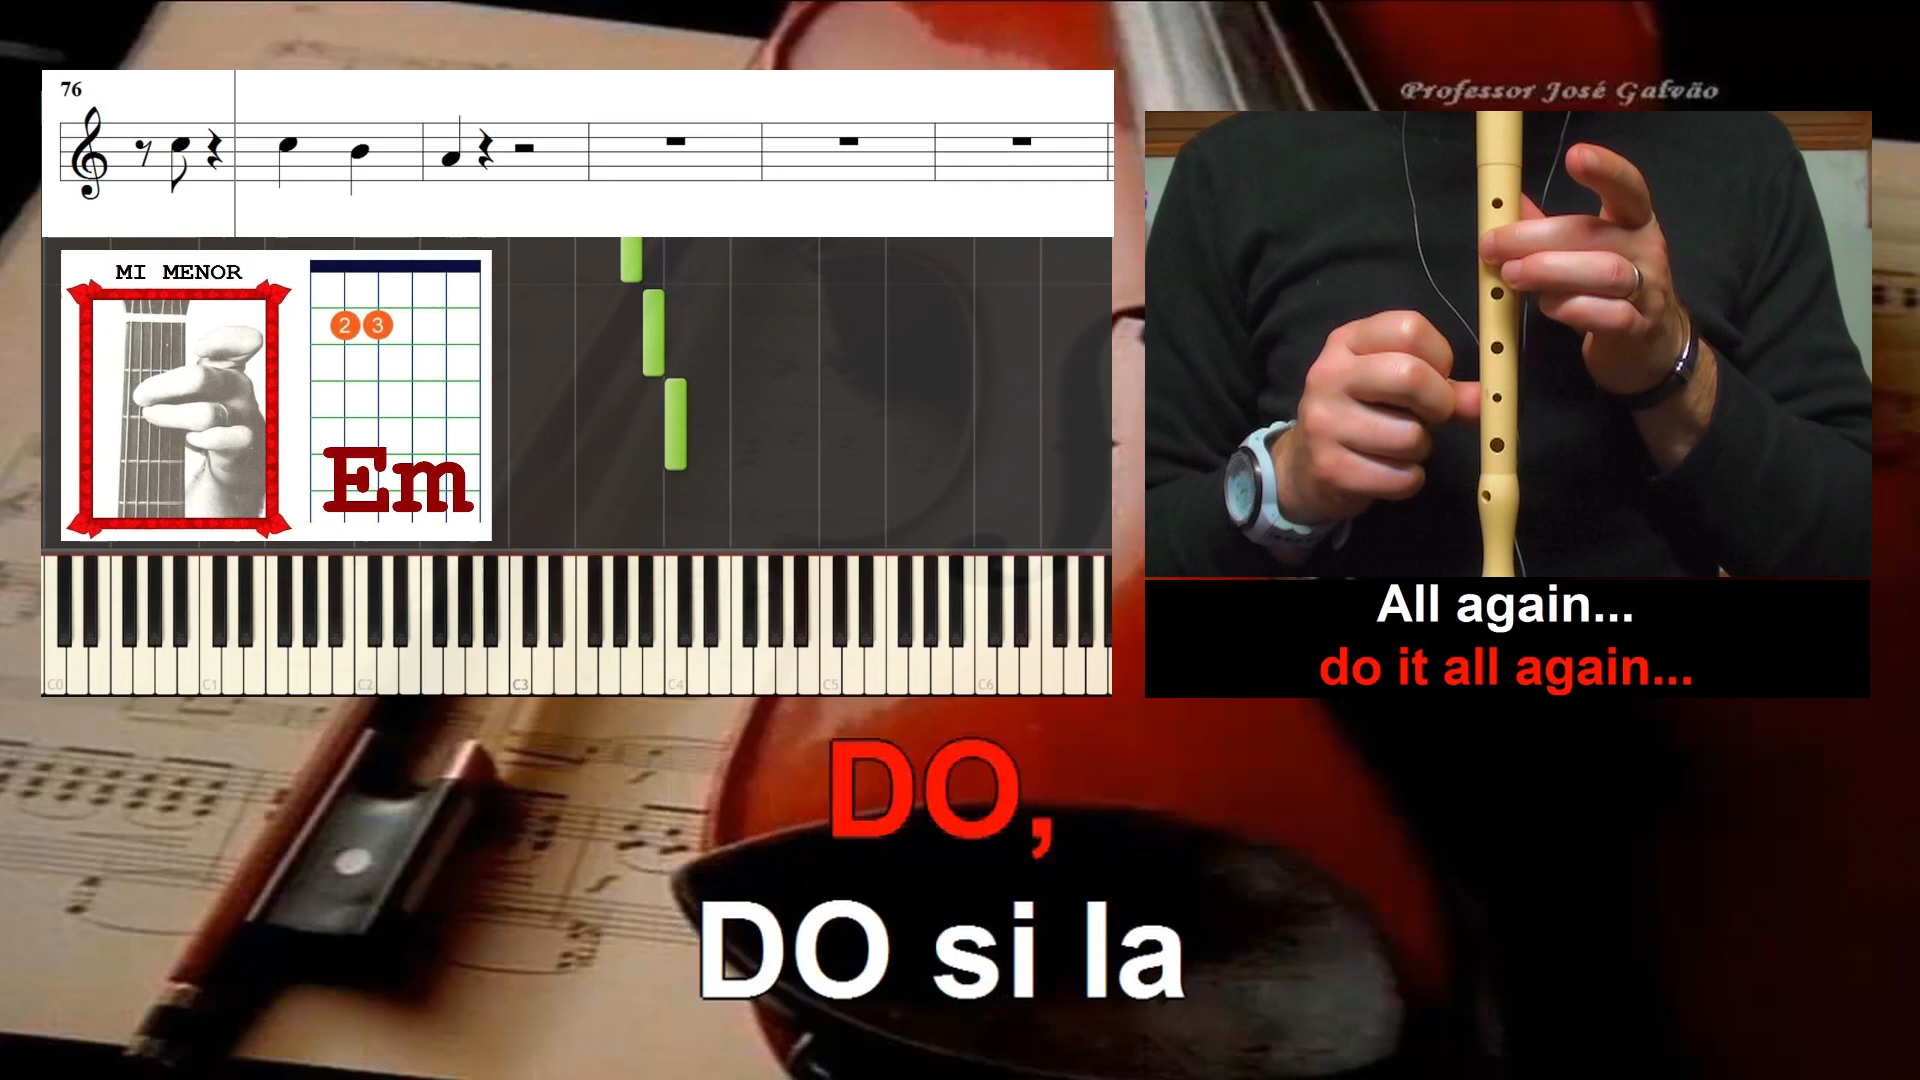 Professor José Galvão
76
MI MENOR
2 3
Em
C0 C1 C2 C3 C4 C5 C6
All again...
do it all again...
DO,
DO si la